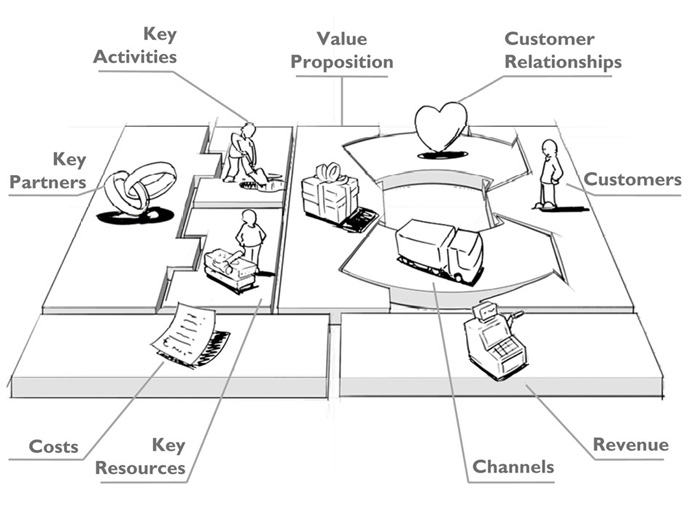 Key
Activities
Value
Proposition
Customer
Relationships
Key
Partners
Customers
Costs
Key
Resources
Channels
Revenue